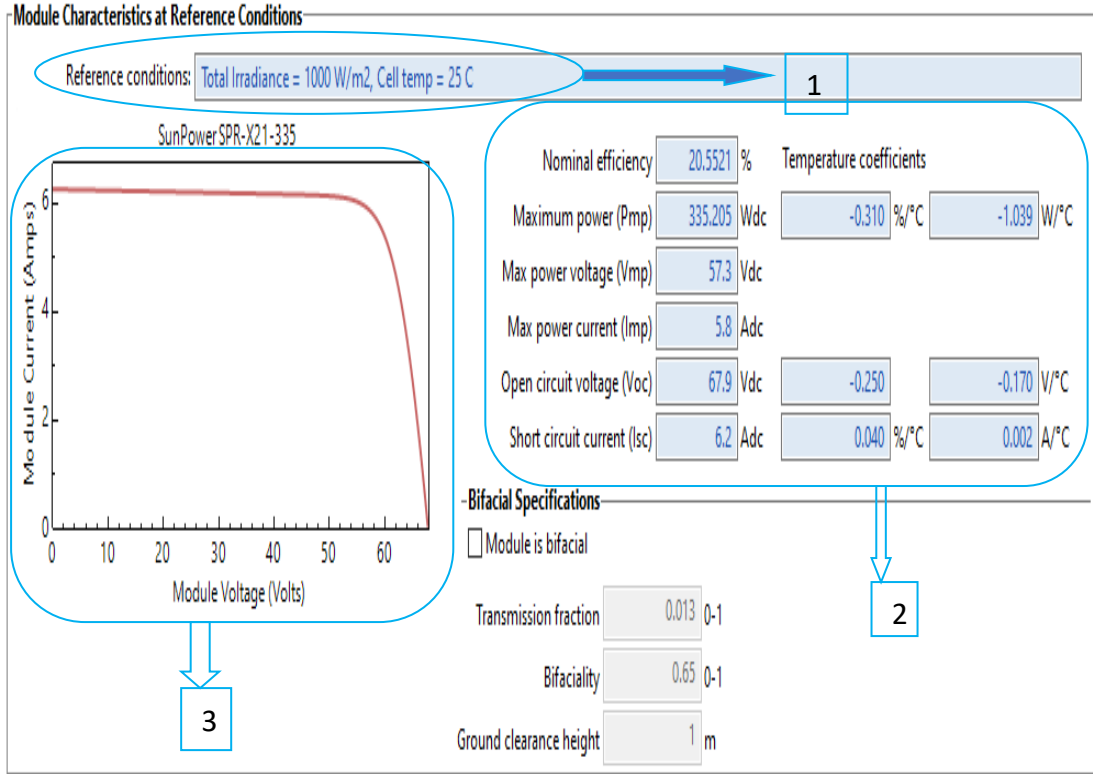 Module Characteristics at Reference Conditions
Reference conditions: Total Irradiance = 1000 W/m2, Cell temp = 25 C
1
SunPower SPR-X21-335
Module Current (Amps)
6
4
2
0
0 10 20 30 40 50 60
Module Voltage (Volts)
3
Nominal efficiency 20.5521 % Temperature coefficients
Maximum power (Pmp) 335.205 Wdc -0.310 %/°C -1.039 W/°C
Max power voltage (Vmp) 57.3 Vdc
Max power current (Imp) 5.8 Adc
Open circuit voltage (Voc) 67.9 Vdc -0.250 -0.170 V/°C
Short circuit current (Isc) 6.2 Adc 0.040 %/°C 0.002 A/°C
2
Bifacial Specifications
Module is bifacial
Transmission fraction 0.013 0-1
Bifaciality 0.65 0-1
Ground clearance height 1 m